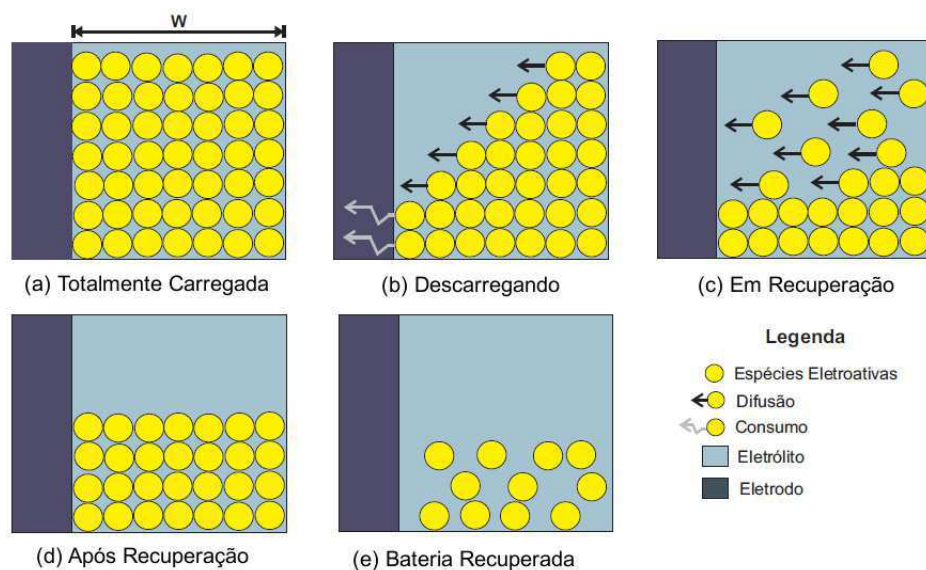 W
(a) Totalmente Carregada
(b) Descarregando
(c) Em Recuperação
(d) Após Recuperação
(e) Bateria Recuperada
Legenda
Espécies Eletroativas
Difusão
Consumo
Eletrólito
Eletrodo